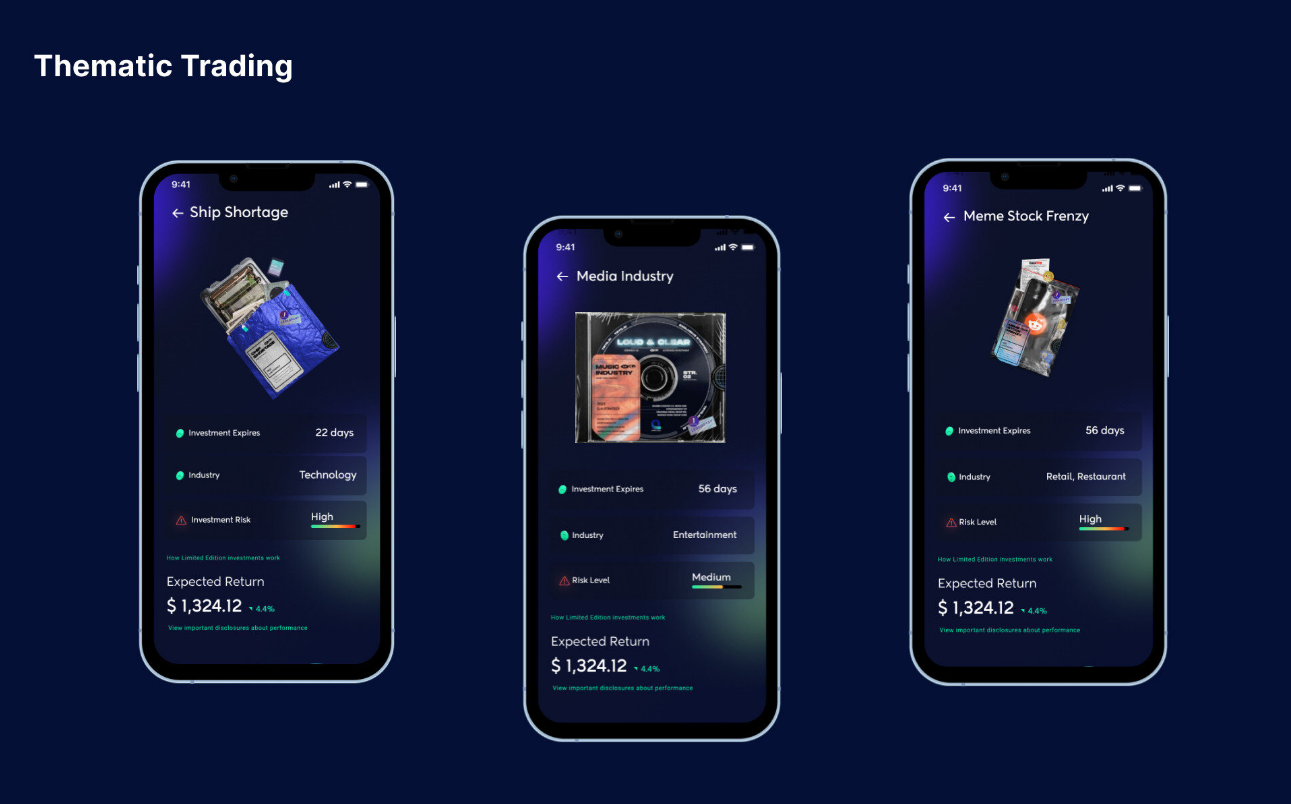 Thematic Trading
9:41
Ship Shortage
Investment Expires
22 days
Industry
Technology
Investment Risk
High
How Limited Edition investments work
Expected Return
$ 1,324.12
4.4%
View important disclosures about performance
9:41
Media Industry
LOUD & CLEAR
MUSIC
INDUSTRY
STR.
02
Investment Expires
56 days
Industry
Entertainment
Risk Level
Medium
How Limited Edition investments work
Expected Return
$ 1,324.12
4.4%
View important disclosures about performance
9:41
Meme Stock Frenzy
Investment Expires
56 days
Industry
Retail, Restaurant
Risk Level
High
How Limited Edition investments work
Expected Return
$ 1,324.12
4.4%
View important disclosures about performance